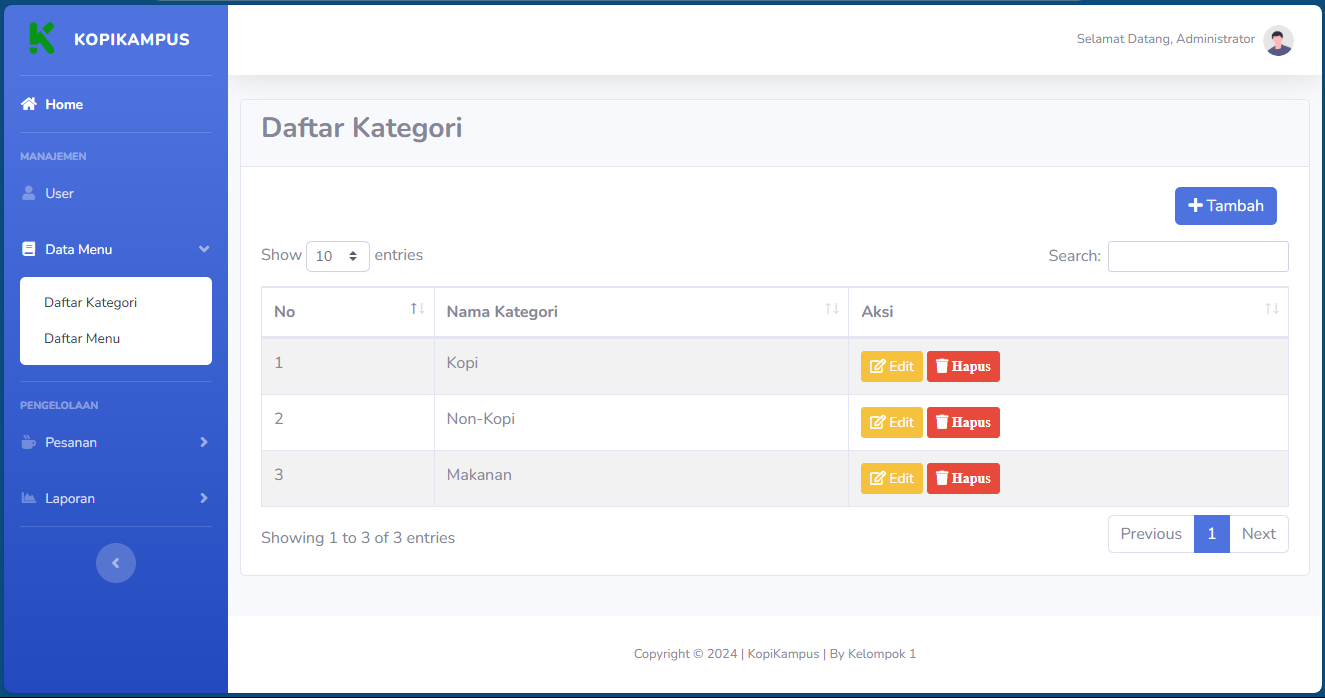 KOPIKAMPUS
Selamat Datang, Administrator
Home
MANAJEMEN
User
Data Menu
Daftar Kategori
Daftar Menu
PENGELOLAAN
Pesanan
Laporan
Daftar Kategori
Tambah
Show 10 entries
Search:
No Nama Kategori Aksi
1 Kopi Edit Hapus
2 Non-Kopi Edit Hapus
3 Makanan Edit Hapus
Showing 1 to 3 of 3 entries
Previous 1 Next
Copyright © 2024 | KopiKampus | By Kelompok 1